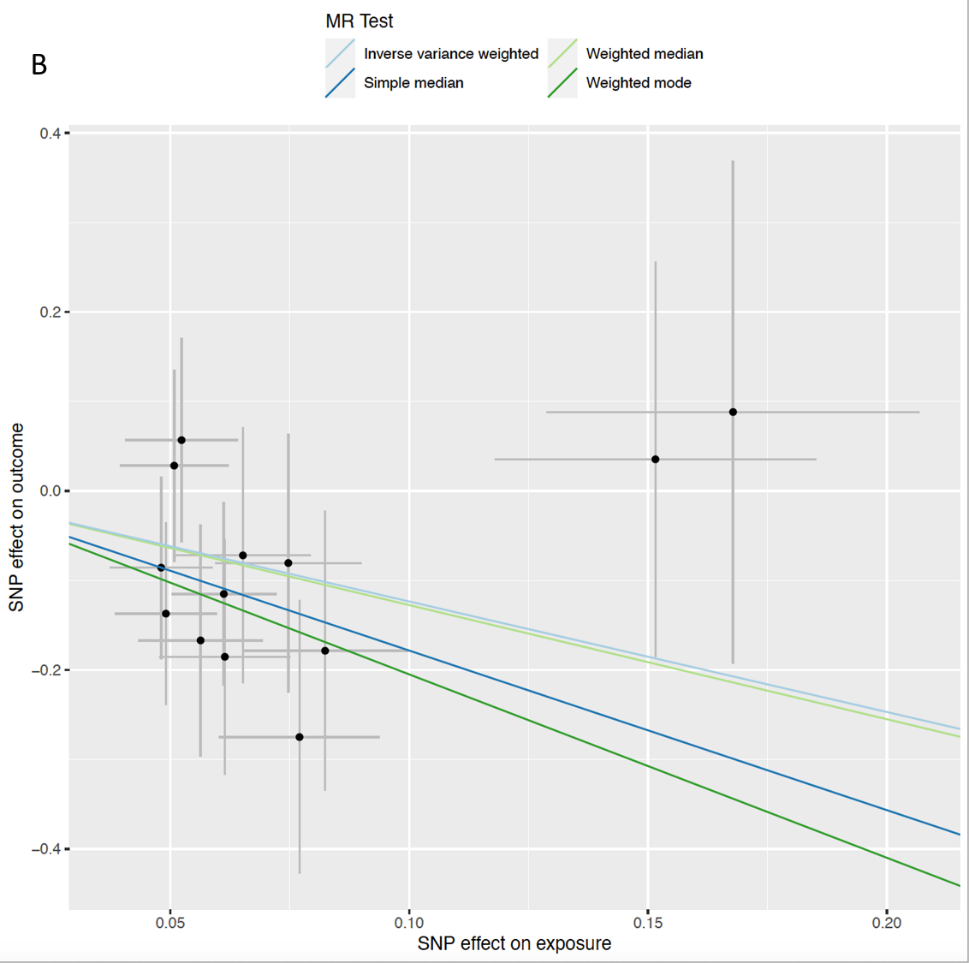 MR Test
B
Inverse variance weighted
Weighted median
Simple median
Weighted mode
0.4
0.2
0.0
−0.2
−0.4
SNP effect on outcome
0.05
0.10
0.15
0.20
SNP effect on exposure